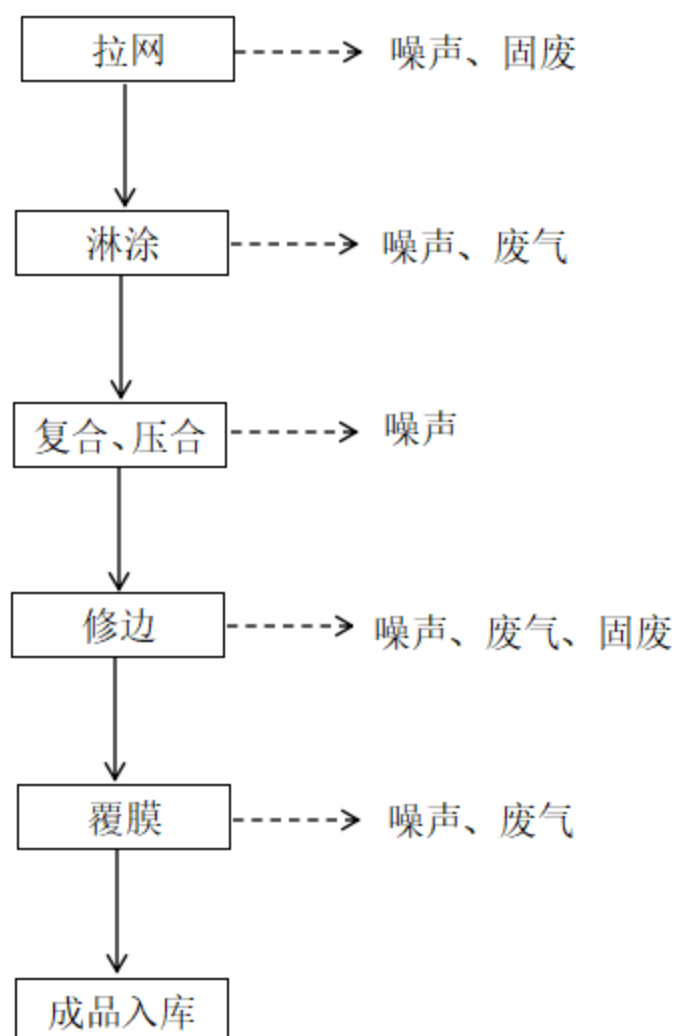 拉网
噪声、固废
淋涂
噪声、废气
复合、压合
噪声
修边
噪声、废气、固废
覆膜
噪声、废气
成品入库